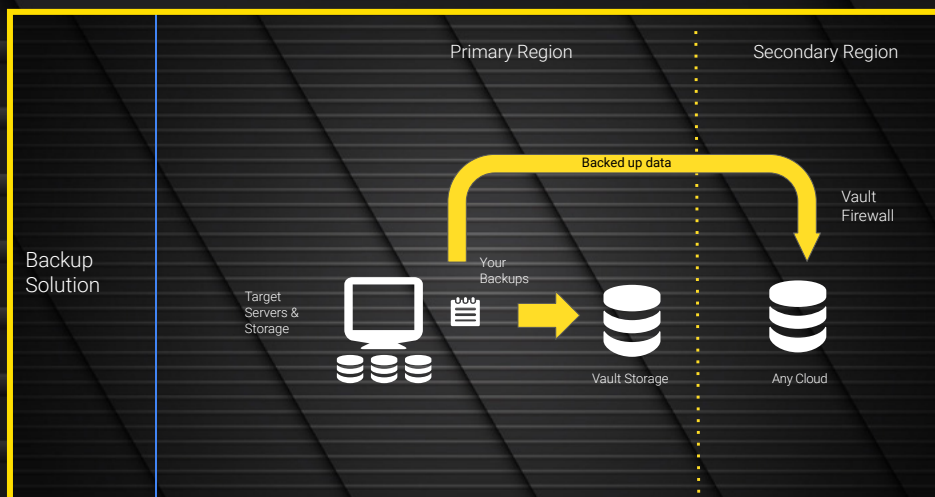 Primary Region
Secondary Region
Backed up data
Vault
Firewall
Backup
Solution
Your
Backups
Target
Servers &
Storage
Vault Storage
Any Cloud